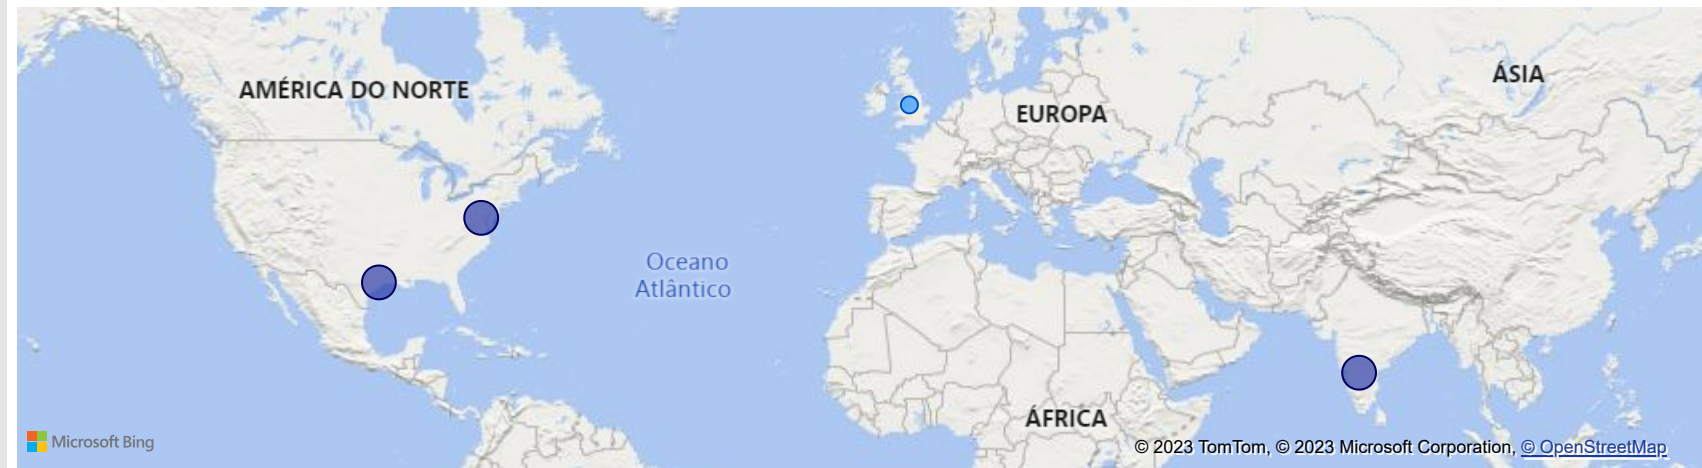 AMÉRICA DO NORTE
EUROPA
ÁSIA
Oceano
Atlântico
ÁFRICA
Microsoft Bing
© 2023 TomTom, © 2023 Microsoft Corporation, © OpenStreetMap